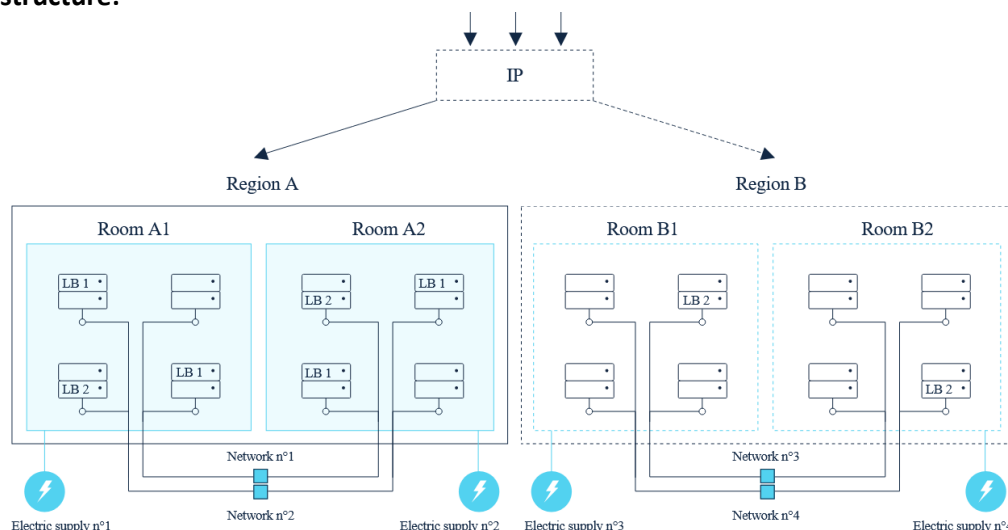 structure:
IP
Region A
Region B
Room A1
Room A2
Room B1
Room B2
LB 1
LB 2
LB 1
LB 2
LB 2
LB 1
LB 1
LB 2
Network n°1
Network n°3
Network n°2
Network n°4
Electric supply n°1
Electric supply n°2
Electric supply n°3
Electric supply n°